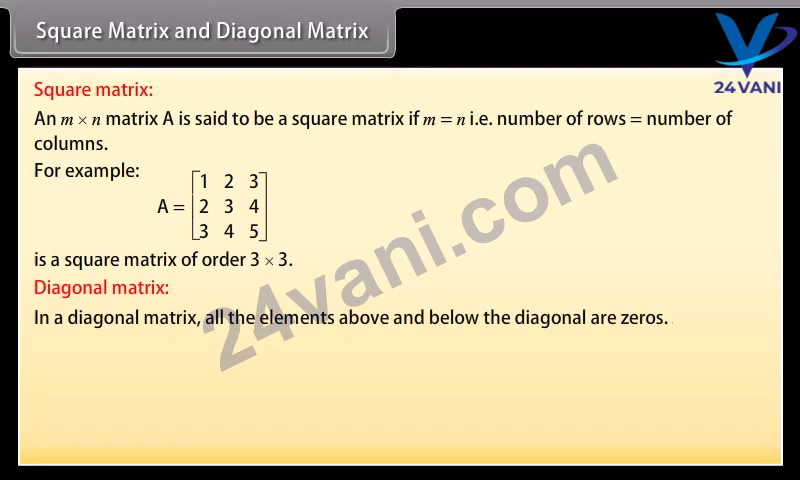 Square Matrix and Diagonal Matrix
24VANI
Square matrix:
An m × n matrix A is said to be a square matrix if m = n i.e. number of rows = number of
columns.
For example:
1 2 3
A = 2 3 4
3 4 5
is a square matrix of order 3 × 3.
Diagonal matrix:
In a diagonal matrix, all the elements above and below the diagonal are zeros.
24vani.com